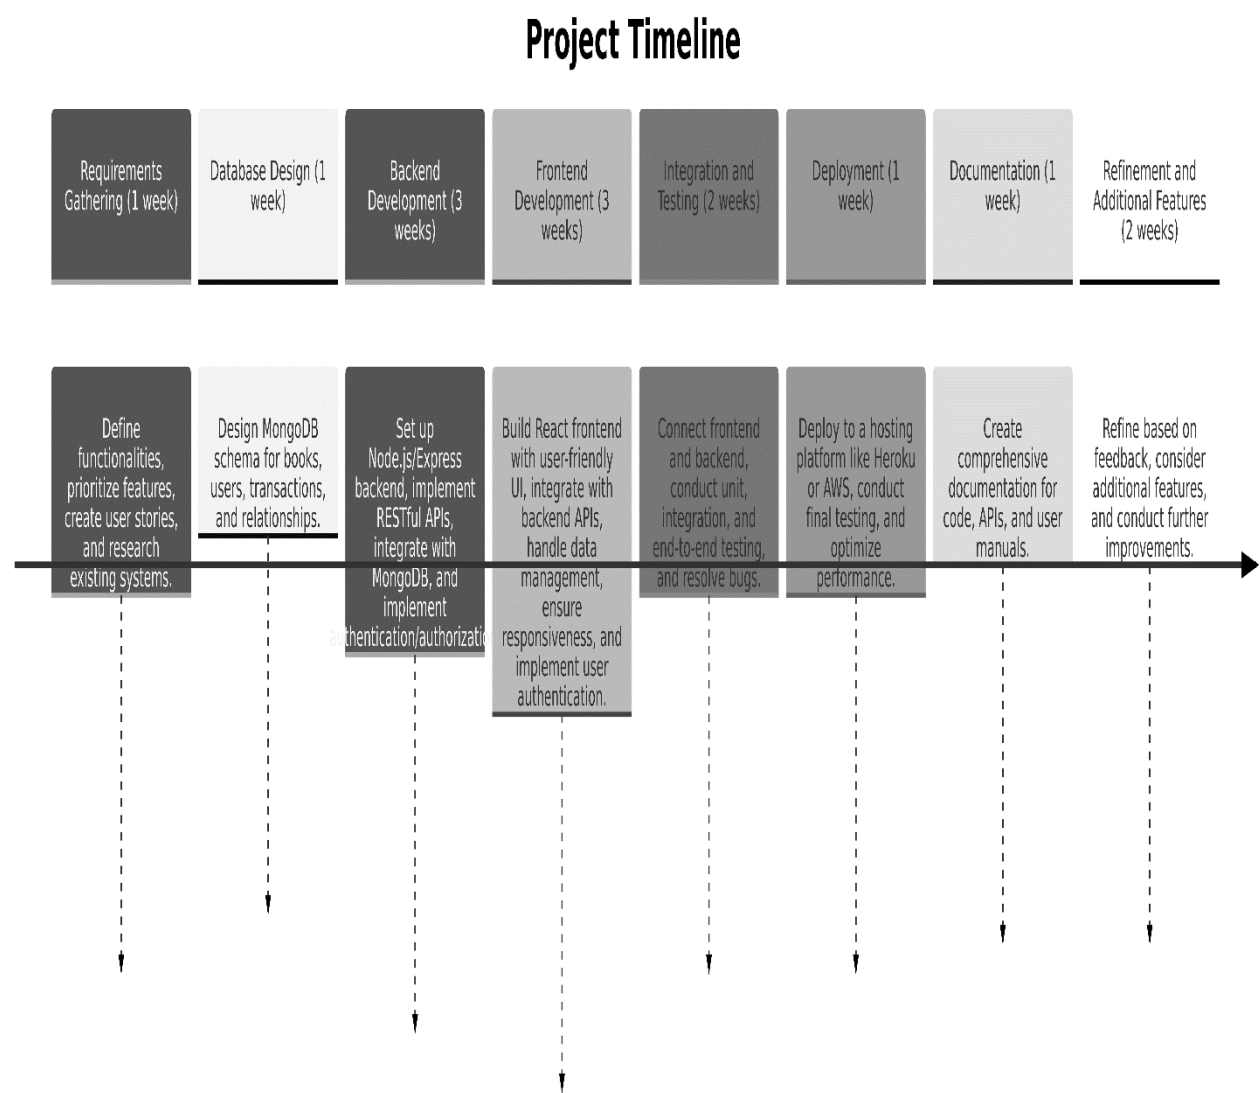 Project Timeline
Requirements
Gathering (1 week)
Database Design (1
week)
Backend
Development (3
weeks)
Frontend
Development (3
weeks)
Integration and
Testing (2 weeks)
Deployment (1
week)
Documentation (1
week)
Refinement and
Additional Features
(2 weeks)
Define
functionalities,
prioritize features,
create user stories,
and research
existing systems.
Design MongoDB
schema for books,
users, transactions,
and relationships.
Set up
Node.js/Express
backend, implement
RESTful APIs,
integrate with
MongoDB, and
implement
authentication/authorizatio
Build React frontend
with user-friendly
UI, integrate with
backend APIs,
handle data
management,
ensure
responsiveness, and
implement user
authentication.
Connect frontend
and backend,
conduct unit,
integration, and
end-to-end testing,
and resolve bugs.
Deploy to a hosting
platform like Heroku
or AWS, conduct
final testing, and
optimize
performance.
Create
comprehensive
documentation for
code, APIs, and user
manuals.
Refine based on
feedback, consider
additional features,
and conduct further
improvements.